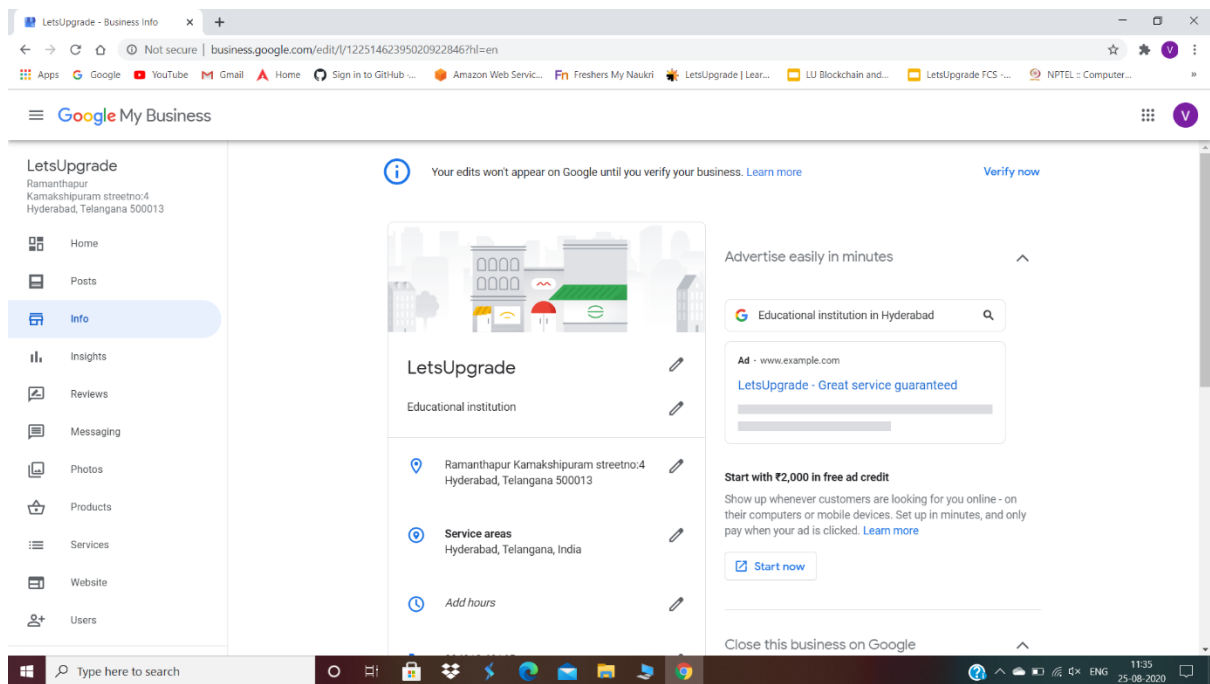 LetsUpgrade - Business Info
Not secure | business.google.com/edit/l/12251462395020922846?hl=en
Apps Google YouTube Gmail Home Sign in to GitHub -... Amazon Web Servic... Freshers My Naukri LetsUpgrade | Lear... LU Blockchain and... LetsUpgrade FCS -... NPTEL :: Computer... »
Google My Business
V
LetsUpgrade
Ramanthapur
Kamakshipuram streetno:4
Hyderabad, Telangana 500013
Home
Posts
Info
Insights
Reviews
Messaging
Photos
Products
Services
Website
Users
Your edits won't appear on Google until you verify your business. Learn more
Verify now
LetsUpgrade
Educational institution
Ramanthapur Kamakshipuram streetno:4
Hyderabad, Telangana 500013
Service areas
Hyderabad, Telangana, India
Add hours
Advertise easily in minutes
Educational institution in Hyderabad
Ad - www.example.com
LetsUpgrade - Great service guaranteed
Start with ₹2,000 in free ad credit
Show up whenever customers are looking for you online - on
their computers or mobile devices. Set up in minutes, and only
pay when your ad is clicked. Learn more
Start now
Close this business on Google
Type here to search
ENG
11:35
25-08-2020